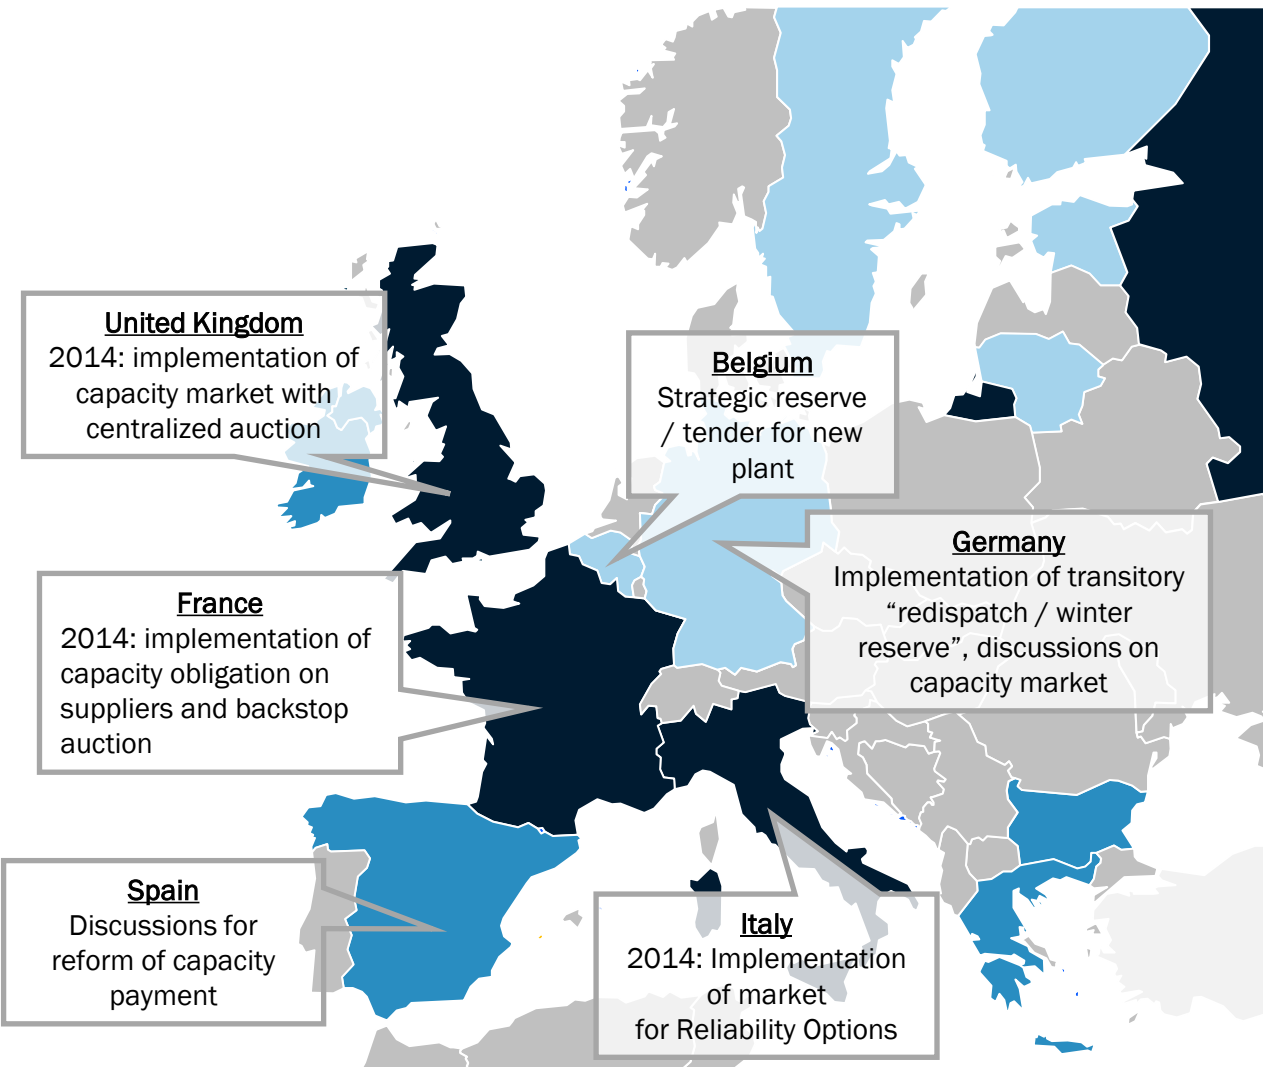 United Kingdom
2014: implementation of
capacity market with
centralized auction
Belgium
Strategic reserve
/ tender for new
plant
Germany
Implementation of transitory
“redispatch / winter
reserve”, discussions on
capacity market
France
2014: implementation of
capacity obligation on
suppliers and backstop
auction
Spain
Discussions for
reform of capacity
payment
Italy
2014: Implementation
of market
for Reliability Options